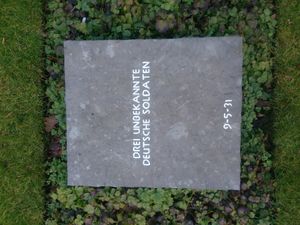 DREI UNBEKANNTE
DEUTSCHE SOLDATEN
9-5-31